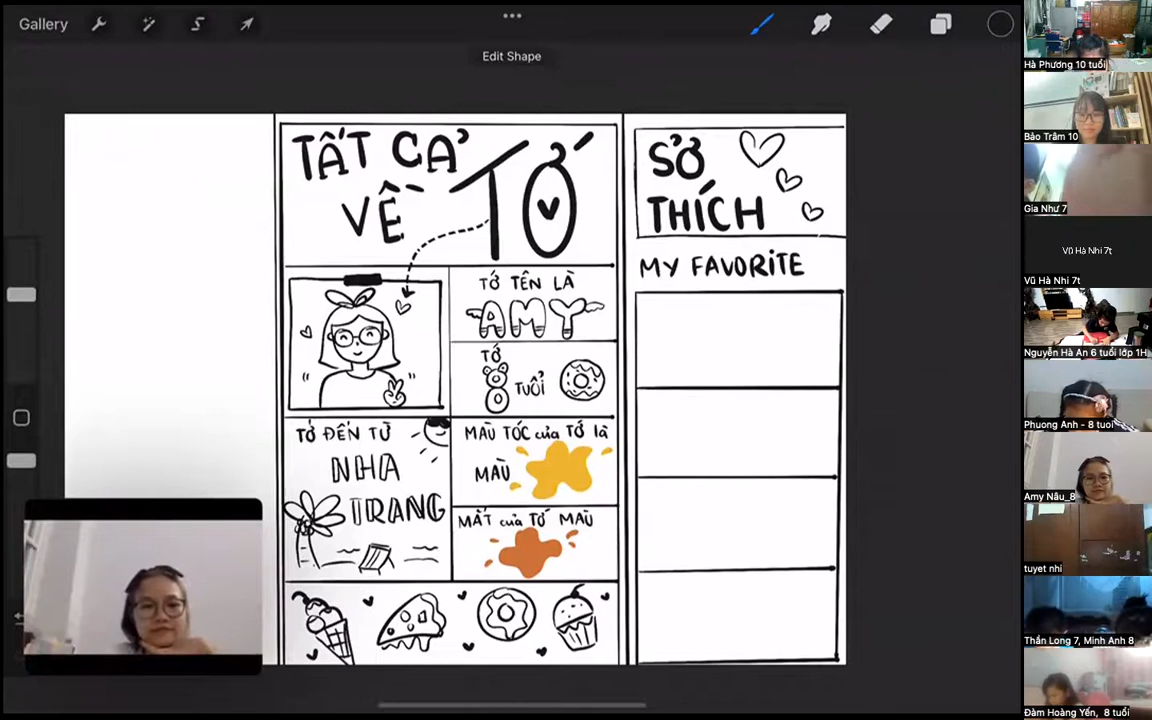 Gallery
Edit Shape
TẤT CẢ
VỀ
TỚ
TỚ TÊN LÀ
AMY
TỚ
8
TUỔI
TỚ ĐẾN TỪ
NHA
TRANG
MÀU TÓC của TỚ là
MÀU
MẮT của TỚ MÀU
SỞ
THÍCH
MY FAVORITE
Hà Phương 10 tuổi
Bảo Trâm 10
Gia Như 7
Vũ Hà Nhi 7t
Vũ Hà Nhi 7t
Nguyễn Hà An 6 tuổi lớp 1H
Phuong Anh - 8 tuoi
Amy Nâu_8
tuyet nhi
Thần Long 7, Minh Anh 8
Đàm Hoàng Yến, 8 tuổi